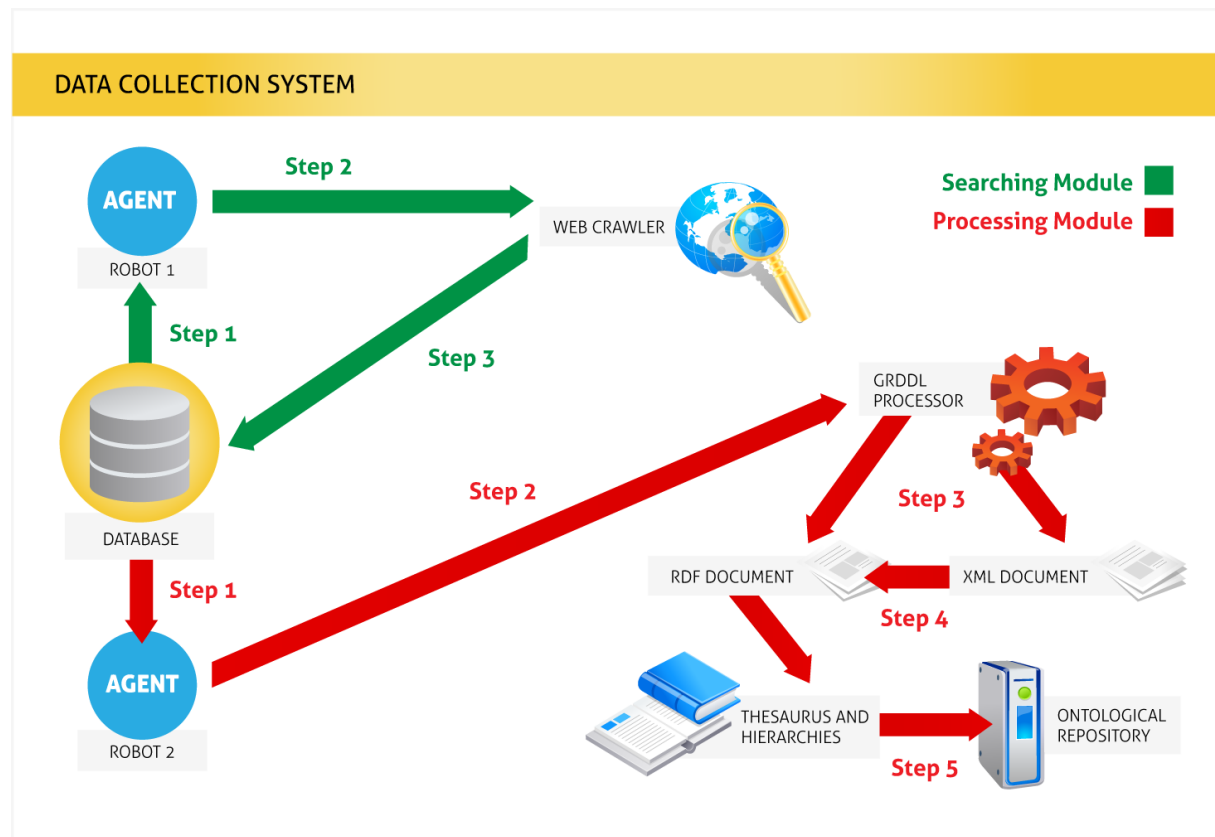 DATA COLLECTION SYSTEM
Step 2
AGENT
ROBOT 1
WEB CRAWLER
Searching Module
Processing Module
Step 1
Step 3
DATABASE
GRDDL
PROCESSOR
Step 2
Step 3
Step 1
RDF DOCUMENT
XML DOCUMENT
Step 4
AGENT
ROBOT 2
THESAURUS AND
HIERARCHIES
Step 5
ONTOLOGICAL
REPOSITORY